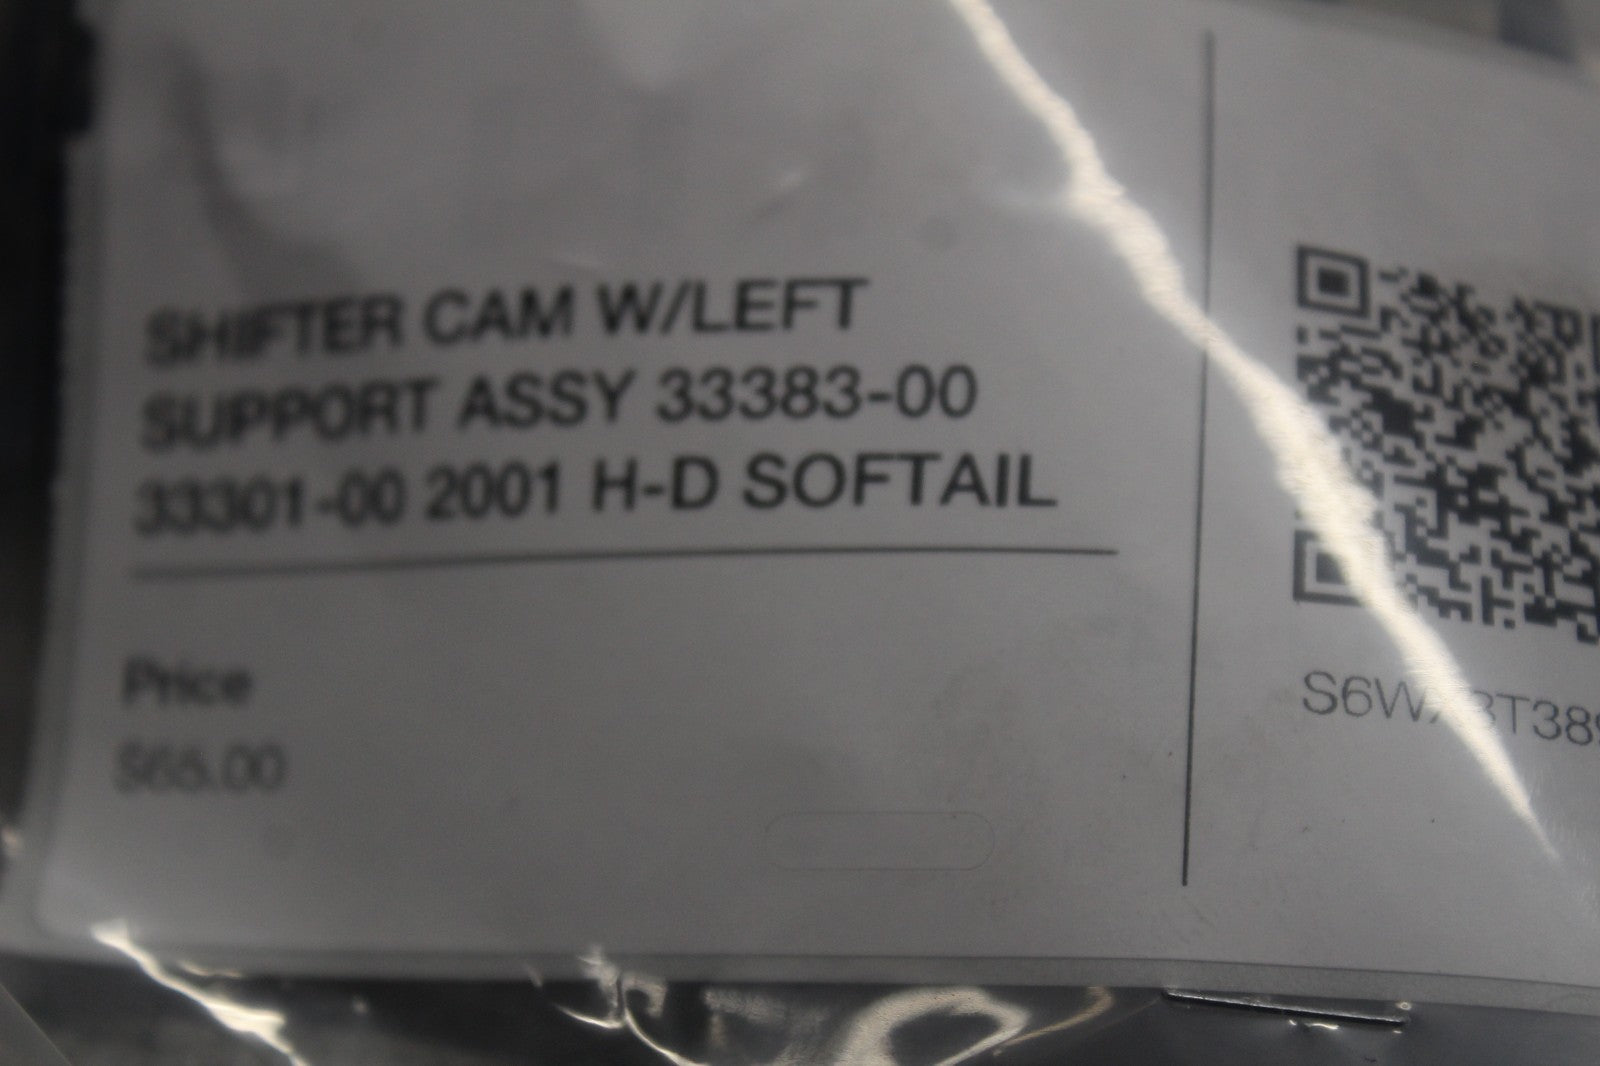 SHIFTER CAM W/LEFT
SUPPORT ASSY 33383-00
33301-00 2001 H-D SOFTAIL
Price
$65.00